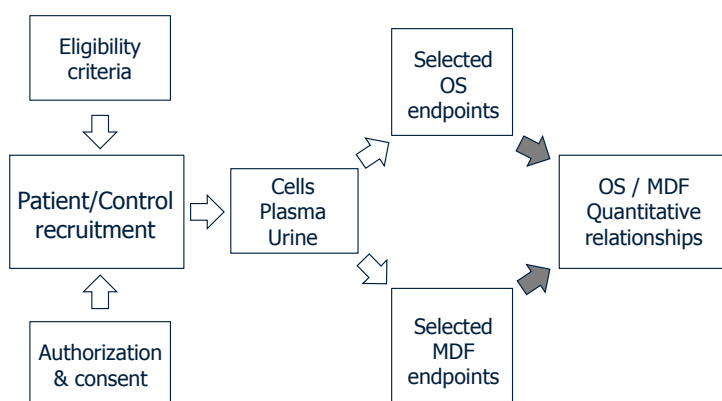 Eligibility
criteria
Patient/Control
recruitment
Authorization
& consent
Cells
Plasma
Urine
Selected
OS
endpoints
Selected
MDF
endpoints
OS / MDF
Quantitative
relationships